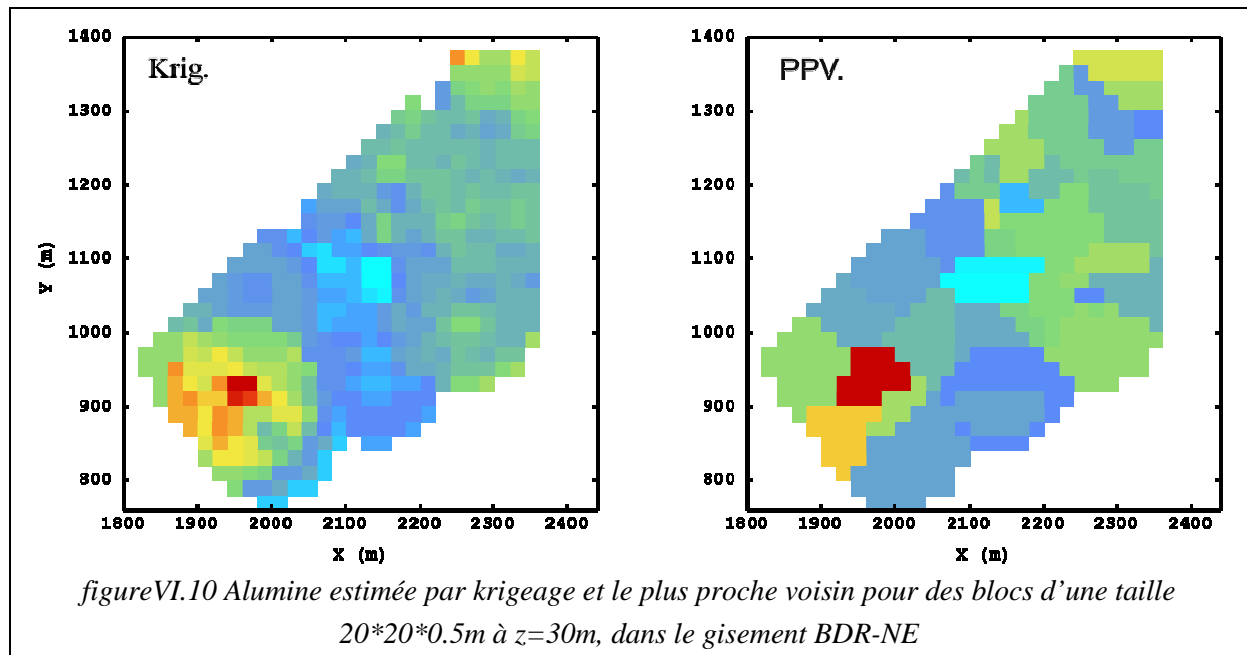 Krig.
1400
1300
1200
1100
1000
900
800
Y (m)
1800 1900 2000 2100 2200 2300 2400
X (m)
PPV.
1400
1300
1200
1100
1000
900
800
1800 1900 2000 2100 2200 2300 2400
X (m)
figureVI.10 Alumine estimée par krigeage et le plus proche voisin pour des blocs d’une taille
20*20*0.5m à z=30m, dans le gisement BDR-NE